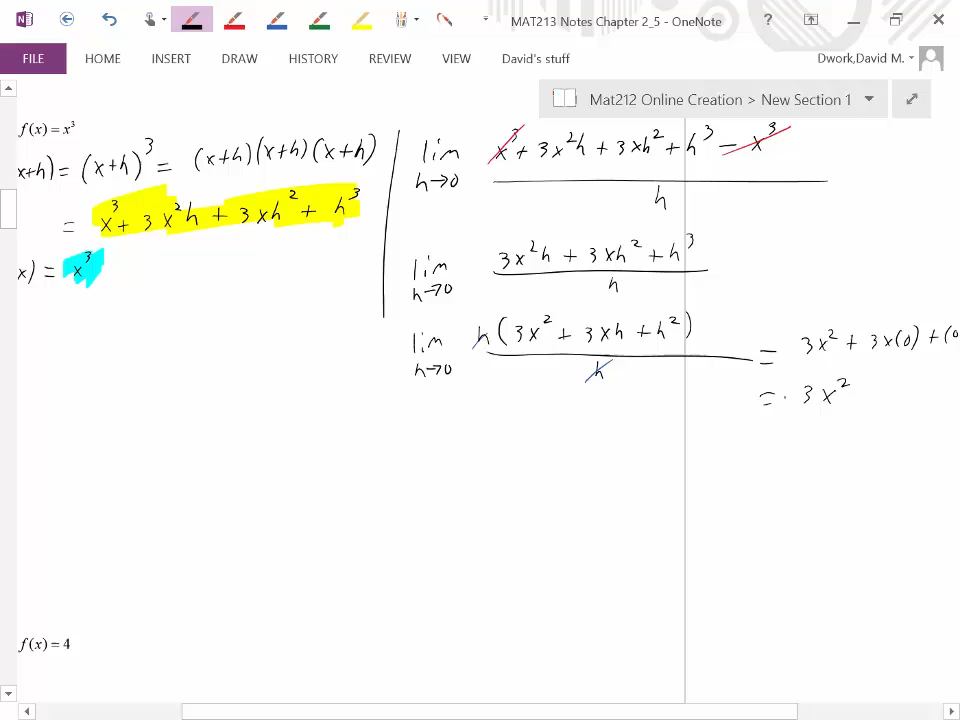 MAT213 Notes Chapter 2_5 - OneNote
?
FILE HOME INSERT DRAW HISTORY REVIEW VIEW David's stuff Dwork,David M.
Mat212 Online Creation > New Section 1
f(x) = x³
x+h) = (x+h)³ = (x+h)(x+h)(x+h)
= x³ + 3x²h + 3xh² + h³
x) = x³
lim h→0 x³ + 3x²h + 3xh² + h³ − x³
h
lim h→0 3x²h + 3xh² + h³
h
lim h→0 h(3x² + 3xh + h²)
h
= 3x² + 3x(0) + (0
= 3x²
f(x) = 4